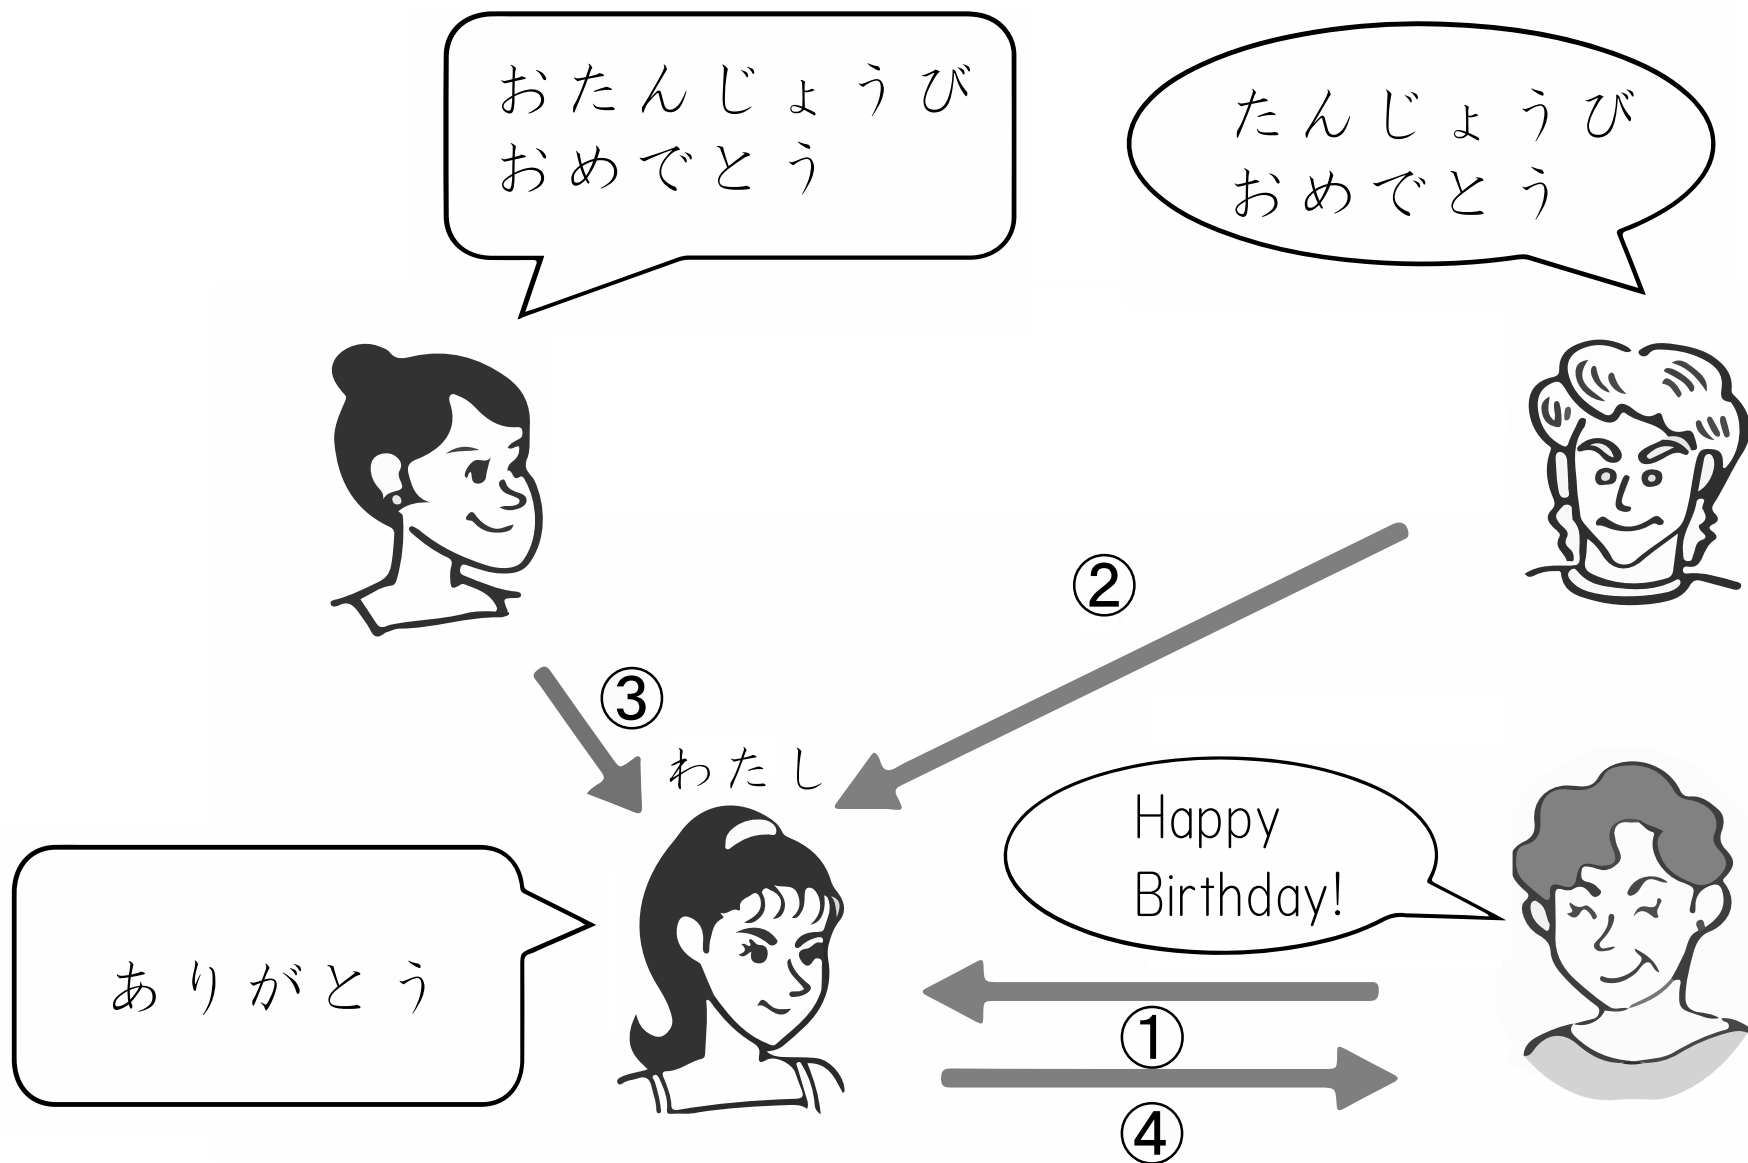 おたんじょうび
おめでとう
たんじょうび
おめでとう
②
③
わたし
Happy
Birthday!
ありがとう
①
④